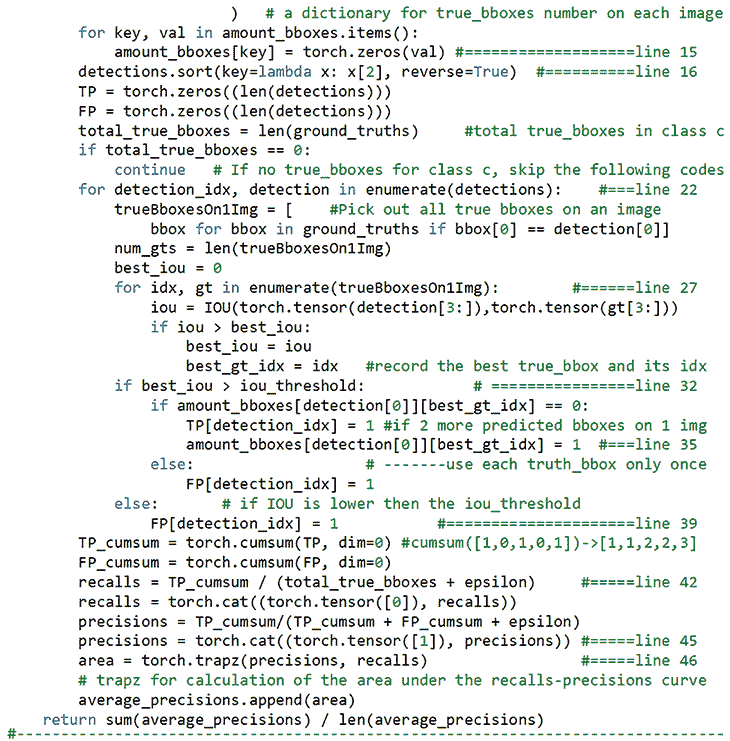 )   # a dictionary for true_bboxes number on each image
for key, val in amount_bboxes.items():
amount_bboxes[key] = torch.zeros(val) #===================line 15
detections.sort(key=lambda x: x[2], reverse=True)  #==========line 16
TP = torch.zeros((len(detections)))
FP = torch.zeros((len(detections)))
total_true_bboxes = len(ground_truths)     #total true_bboxes in class c
if total_true_bboxes == 0:
continue   # If no true_bboxes for class c, skip the following codes
for detection_idx, detection in enumerate(detections):    #===line 22
trueBboxesOn1Img = [    #Pick out all true bboxes on an image
bbox for bbox in ground_truths if bbox[0] == detection[0]]
num_gts = len(trueBboxesOn1Img)
best_iou = 0
for idx, gt in enumerate(trueBboxesOn1Img):        #======line 27
iou = IOU(torch.tensor(detection[3:]),torch.tensor(gt[3:]))
if iou > best_iou:
best_iou = iou
best_gt_idx = idx   #record the best true_bbox and its idx
if best_iou > iou_threshold:            # ================line 32
if amount_bboxes[detection[0]][best_gt_idx] == 0:
TP[detection_idx] = 1 #if 2 more predicted bboxes on 1 img
amount_bboxes[detection[0]][best_gt_idx] = 1  #===line 35
else:                   # -------use each truth_bbox only once
FP[detection_idx] = 1
else:       # if IOU is lower then the iou_threshold
FP[detection_idx] = 1           #=====================line 39
TP_cumsum = torch.cumsum(TP, dim=0) #cumsum([1,0,1,0,1])->[1,1,2,2,3]
FP_cumsum = torch.cumsum(FP, dim=0)
recalls = TP_cumsum / (total_true_bboxes + epsilon)     #=====line 42
recalls = torch.cat((torch.tensor([0]), recalls))
precisions = TP_cumsum/(TP_cumsum + FP_cumsum + epsilon)
precisions = torch.cat((torch.tensor([1]), precisions)) #=====line 45
area = torch.trapz(precisions, recalls)                 #=====line 46
# trapz for calculation of the area under the recalls-precisions curve
average_precisions.append(area)
return sum(average_precisions) / len(average_precisions)
#-------------------------------------------------------------------------------